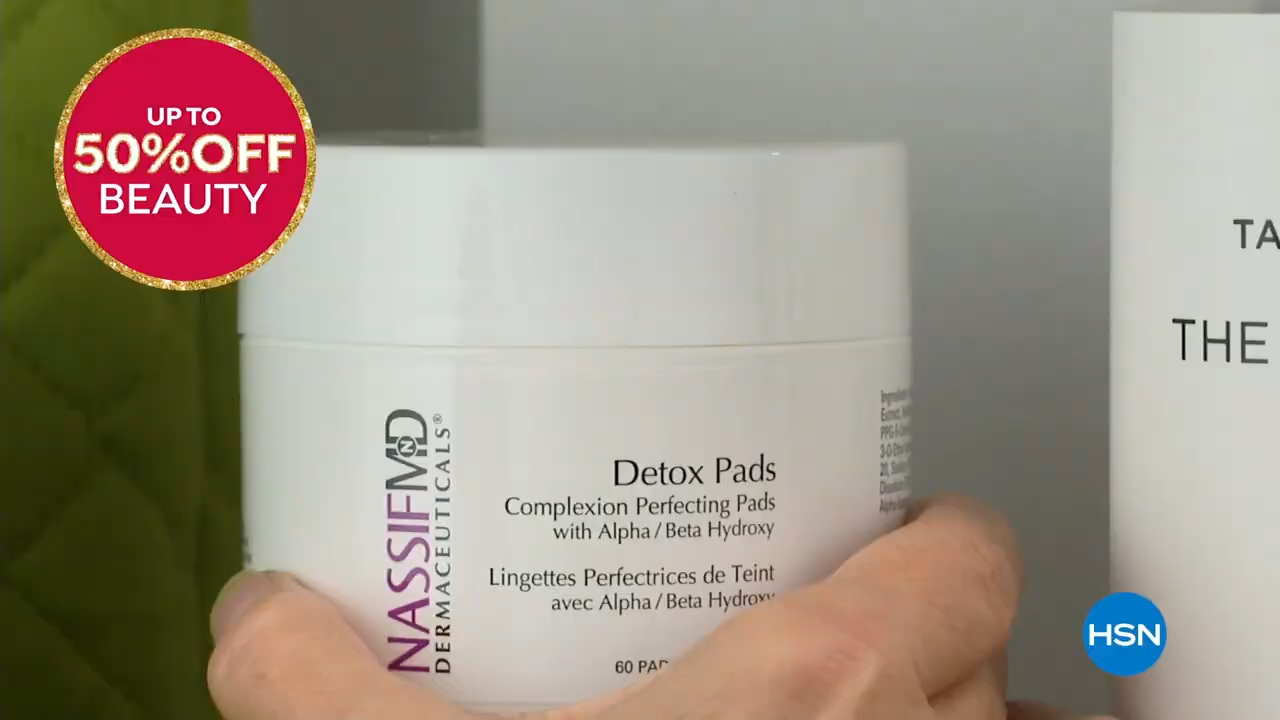 UP TO
50%OFF
BEAUTY
NASSIFMD
DERMACEUTICALS®
Detox Pads
Complexion Perfecting Pads
with Alpha/Beta Hydroxy
Lingettes Perfectrices de Teint
avec Alpha/Beta Hydroxy
60
TA
THE
HSN